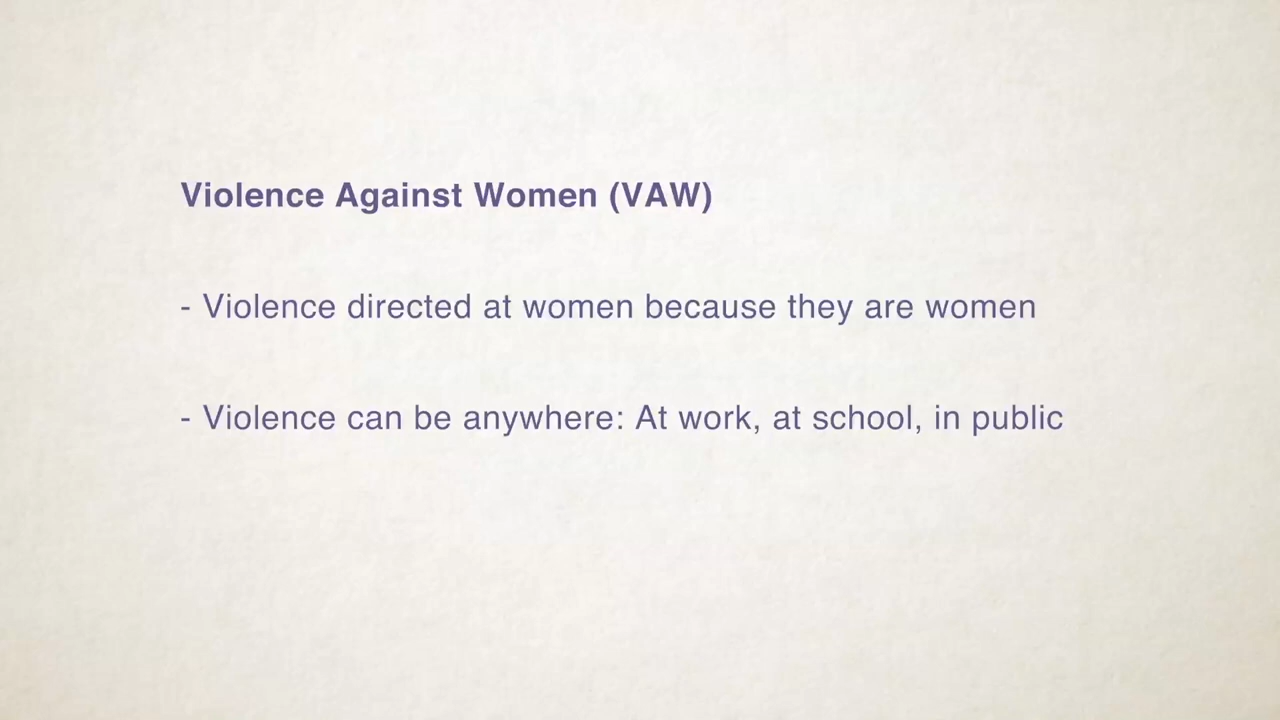 Violence Against Women (VAW)
- Violence directed at women because they are women
- Violence can be anywhere: At work, at school, in public